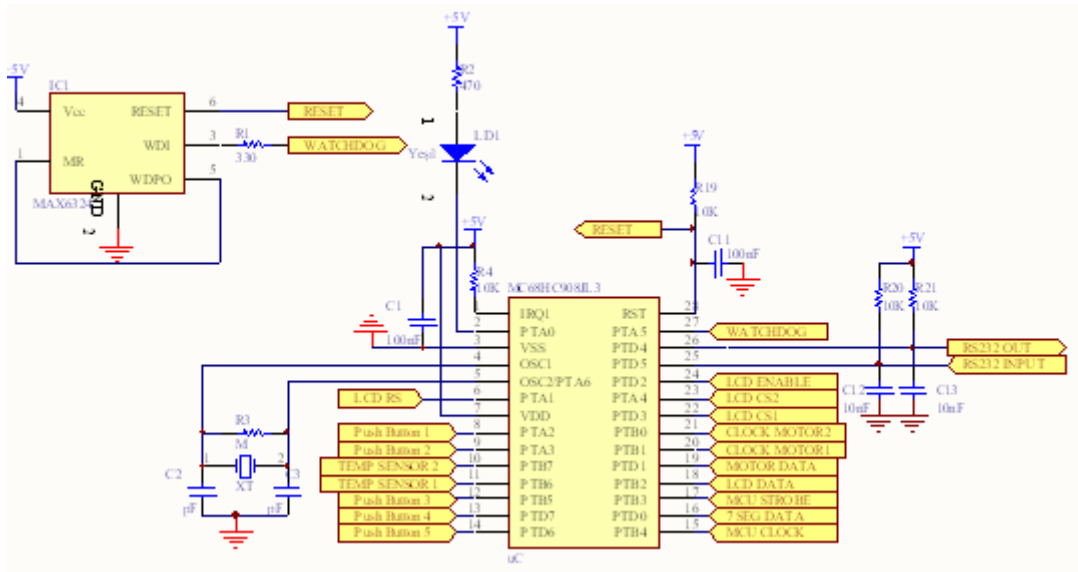 +5V
IC1
4
Vcc
RESET
6
RESET
WDI
3
R1
330
WATCHDOG
1
MR
WDPO
5
GND
2
+5V
R2
470
1
LD1
Yeşil
2
+5V
R4
10K
C1
100nF
+5V
R19
10K
RESET
C11
100nF
+5V
R20
10K
R21
10K
C12
10nF
C13
10nF
MC68HC908JL3
1 IRQ1
2 PTA0
3 VSS
4 OSC1
5 OSC2/PTA6
LCD RS 6 PTA1
7 VDD
Push Button 1 8 PTA2
Push Button 2 9 PTA3
TEMP SENSOR 2 10 PTB7
TEMP SENSOR 1 11 PTB6
Push Button 3 12 PTB5
Push Button 4 13 PTD7
Push Button 5 14 PTD6
RST 28
PTA5 27 WATCHDOG
PTD4 26 RS232 OUT
PTD5 25 RS232 INPUT
PTD2 24 LCD ENABLE
PTA4 23 LCD CS2
PTD3 22 LCD CS1
PTB0 21 CLOCK MOTOR2
PTB1 20 CLOCK MOTOR1
PTD1 19 MOTOR DATA
PTB2 18 LCD DATA
PTB3 17 MCU STROBE
PTD0 16 7 SEG DATA
PTB4 15 MCU CLOCK
uC
R3
M
1
2
XT
C2
pF
C3
pF